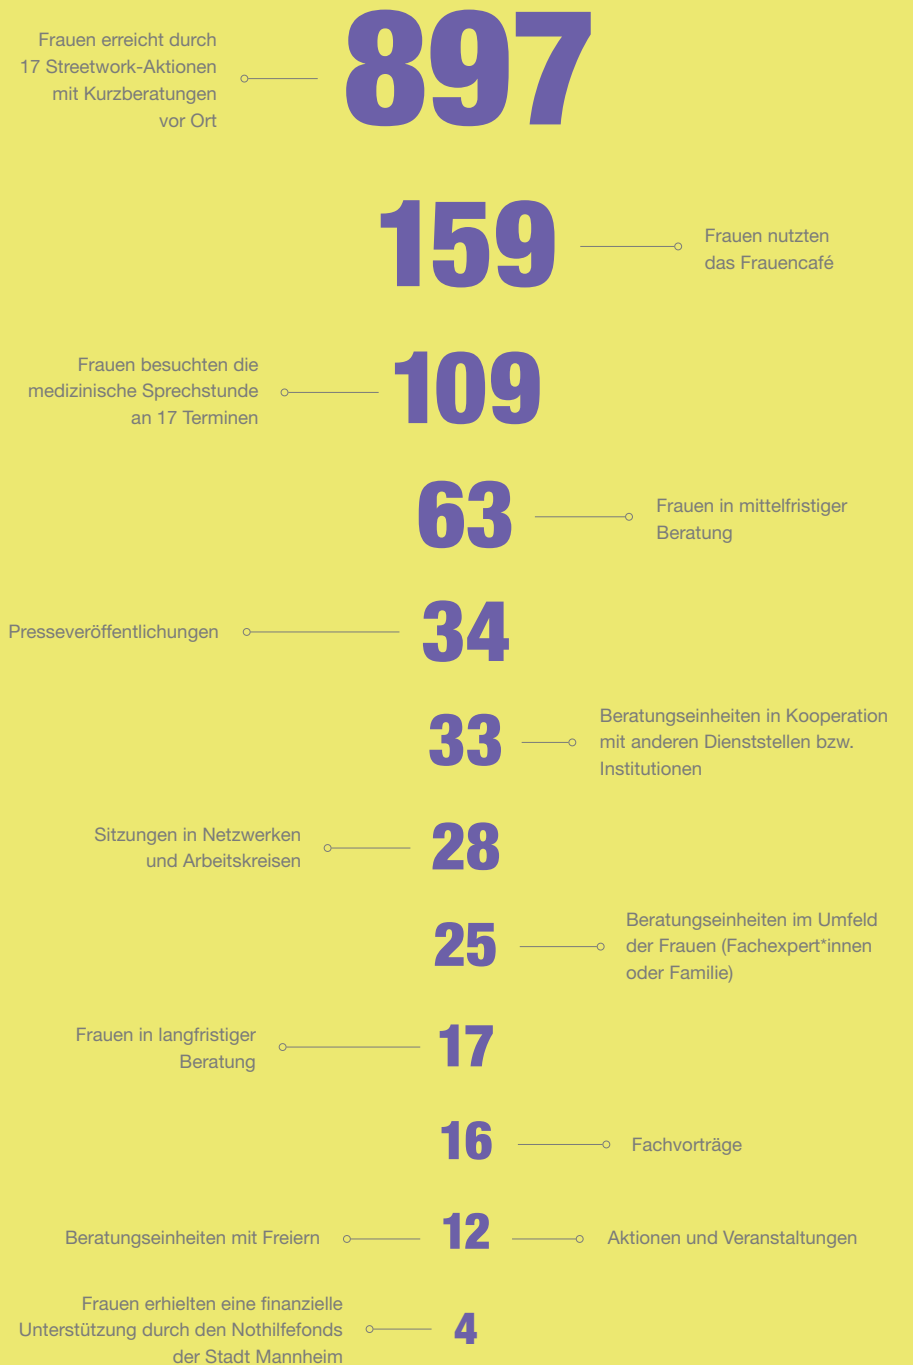 Frauen erreicht durch
17 Streetwork-Aktionen
mit Kurzberatungen
vor Ort
897
159
Frauen nutzten
das Frauencafé
Frauen besuchten die
medizinische Sprechstunde
an 17 Terminen
109
63
Frauen in mittelfristiger
Beratung
Presseveröffentlichungen
34
33
Beratungseinheiten in Kooperation
mit anderen Dienststellen bzw.
Institutionen
Sitzungen in Netzwerken
und Arbeitskreisen
28
25
Beratungseinheiten im Umfeld
der Frauen (Fachexpert*innen
oder Familie)
Frauen in langfristiger
Beratung
17
16
Fachvorträge
Beratungseinheiten mit Freiern
12
Aktionen und Veranstaltungen
Frauen erhielten eine finanzielle
Unterstützung durch den Nothilfefonds
der Stadt Mannheim
4